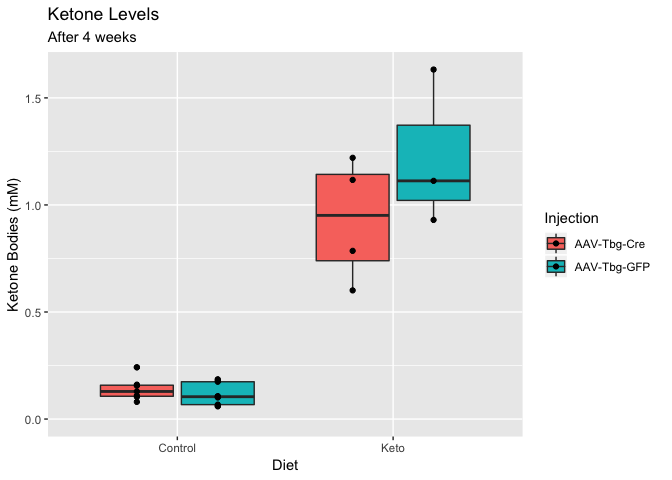 Ketone Levels
After 4 weeks
Ketone Bodies (mM)
1.5
1.0
0.5
0.0
Control
Keto
Diet
Injection
AAV-Tbg-Cre
AAV-Tbg-GFP